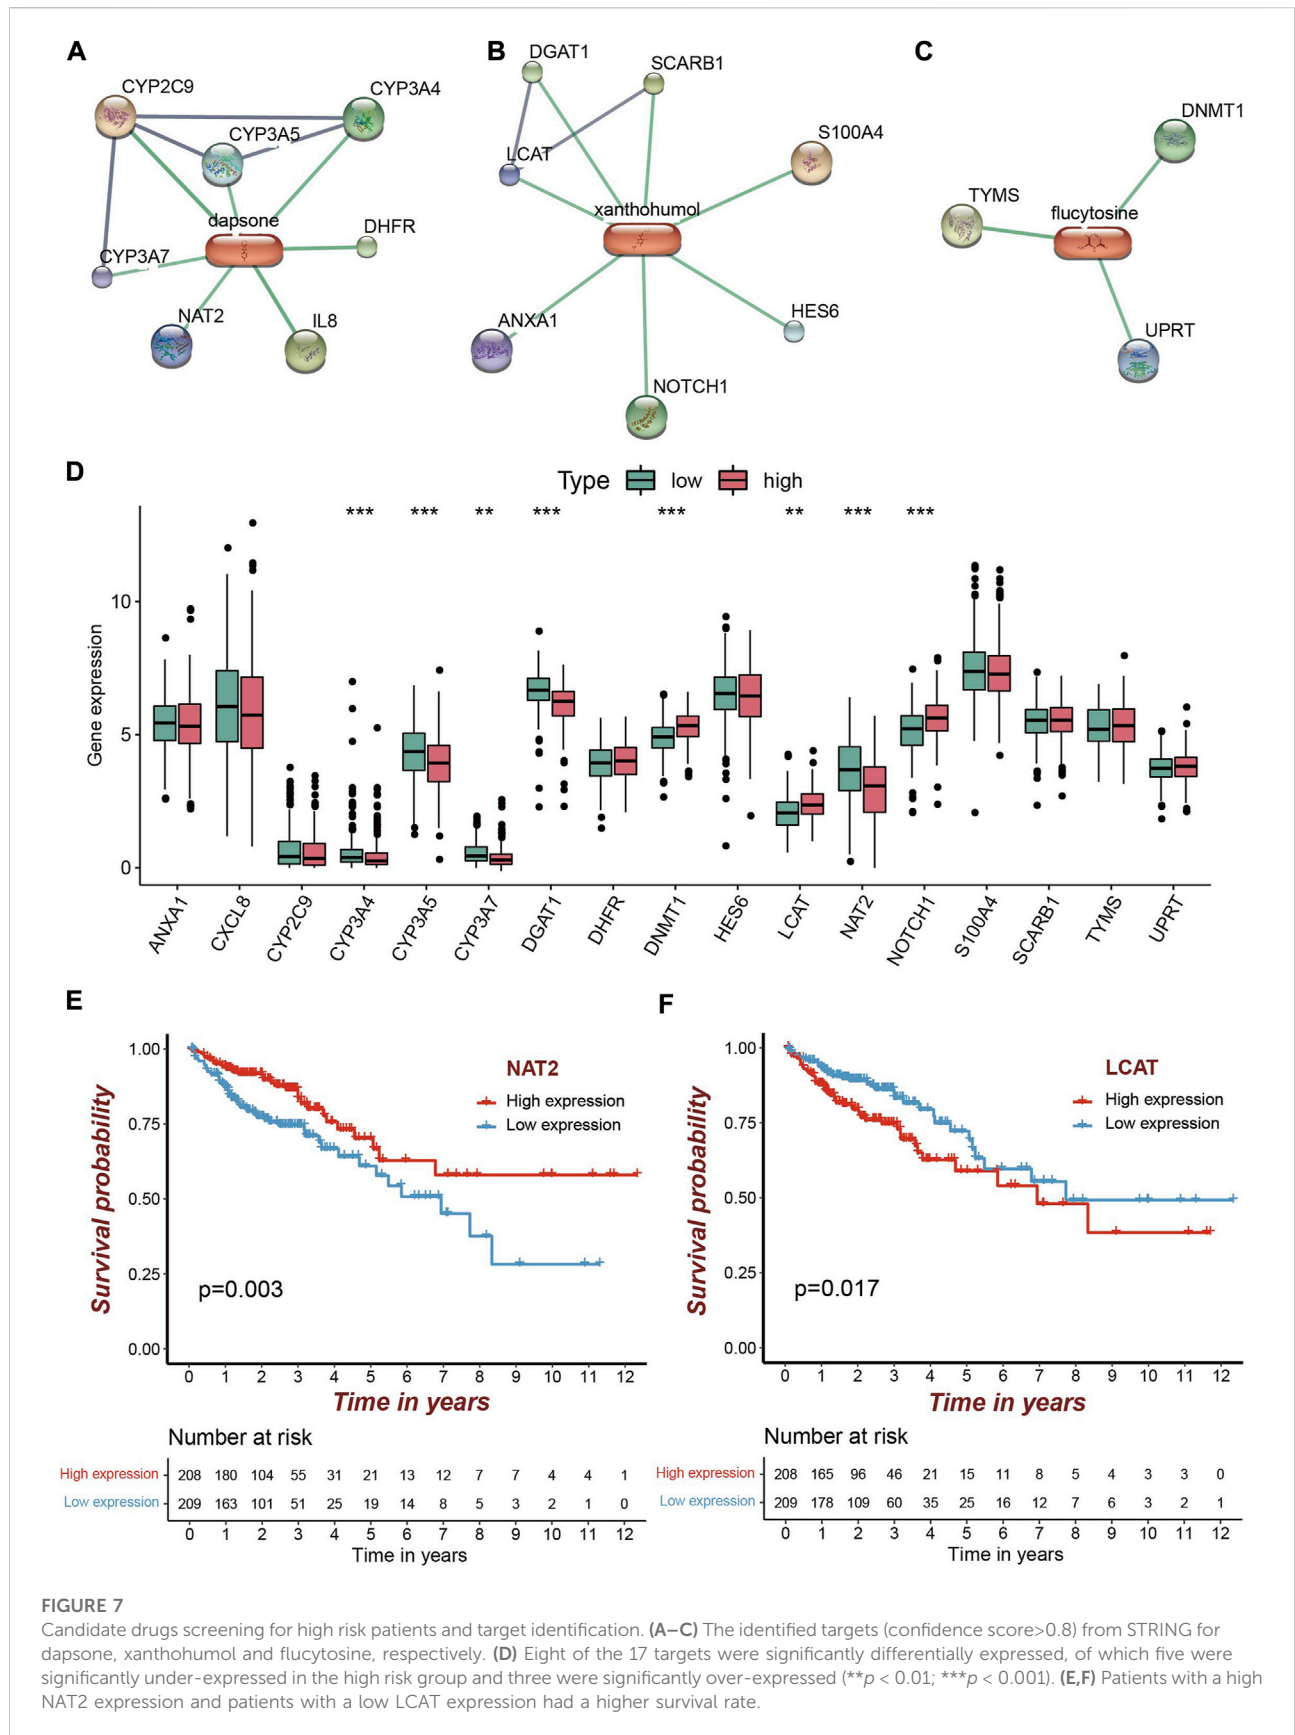 A
CYP2C9
CYP3A4
CYP3A5
dapsone
DHFR
CYP3A7
NAT2
IL8
B
DGAT1
SCARB1
LCAT
S100A4
xanthohumol
ANXA1
HES6
NOTCH1
C
DNMT1
TYMS
flucytosine
UPRT
D
Type low high
*** *** ** *** *** ** *** ***
Gene expression
10
5
0
ANXA1 CXCL8 CYP2C9 CYP3A4 CYP3A5 CYP3A7 DGAT1 DHFR DNMT1 HES6 LCAT NAT2 NOTCH1 S100A4 SCARB1 TYMS UPRT
E
NAT2
High expression
Low expression
Survival probability
1.00
0.75
0.50
0.25
0.00
p=0.003
0 1 2 3 4 5 6 7 8 9 10 11 12
Time in years
Number at risk
High expression 208 180 104 55 31 21 13 12 7 7 4 4 1
Low expression 209 163 101 51 25 19 14 8 5 3 2 1 0
0 1 2 3 4 5 6 7 8 9 10 11 12
Time in years
F
LCAT
High expression
Low expression
Survival probability
1.00
0.75
0.50
0.25
0.00
p=0.017
0 1 2 3 4 5 6 7 8 9 10 11 12
Time in years
Number at risk
High expression 208 165 96 46 21 15 11 8 5 4 3 3 0
Low expression 209 178 109 60 35 25 16 12 7 6 3 2 1
0 1 2 3 4 5 6 7 8 9 10 11 12
Time in years
FIGURE 7
Candidate drugs screening for high risk patients and target identification. (A–C) The identified targets (confidence score>0.8) from STRING for
dapsone, xanthohumol and flucytosine, respectively. (D) Eight of the 17 targets were significantly differentially expressed, of which five were
significantly under-expressed in the high risk group and three were significantly over-expressed (**p < 0.01; ***p < 0.001). (E,F) Patients with a high
NAT2 expression and patients with a low LCAT expression had a higher survival rate.